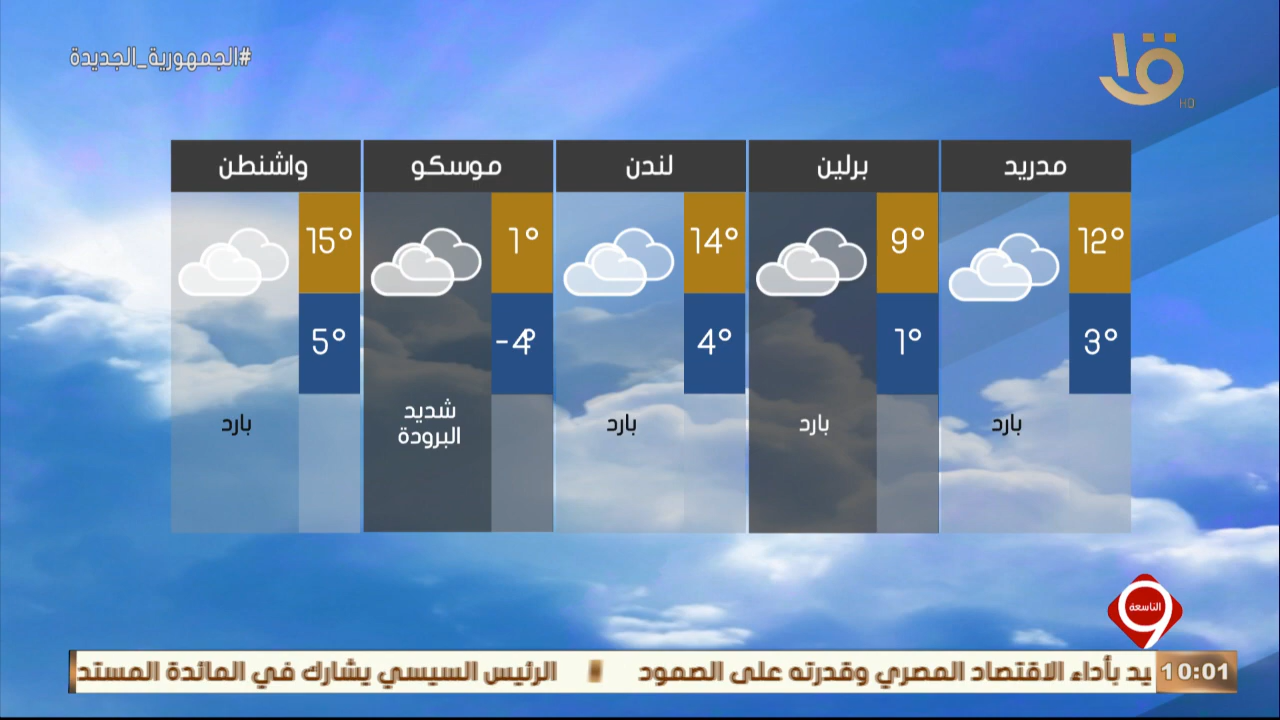 #الجمهورية_الجديدة
HD
مدريد
12°
3°
بارد
برلين
9°
1°
بارد
لندن
14°
4°
بارد
موسكو
1°
-4°
شديد
البرودة
واشنطن
15°
5°
بارد
التاسعة
9
10:01
يد بأداء الاقتصاد المصري وقدرته على الصمود
الرئيس السيسي يشارك في المائدة المستد